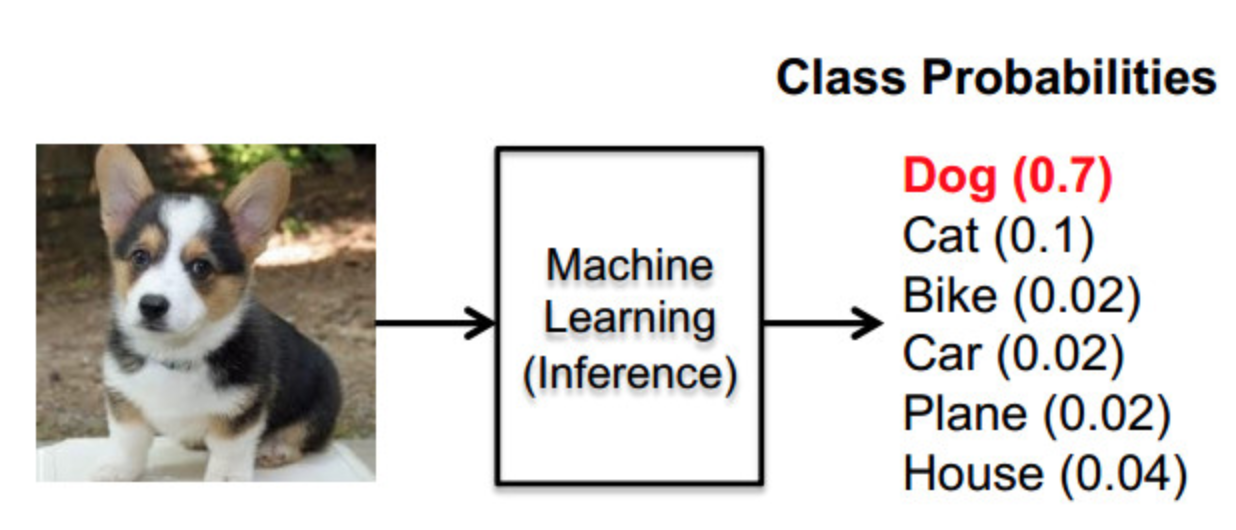 Class Probabilities
Machine
Learning
(Inference)
Dog (0.7)
Cat (0.1)
Bike (0.02)
Car (0.02)
Plane (0.02)
House (0.04)